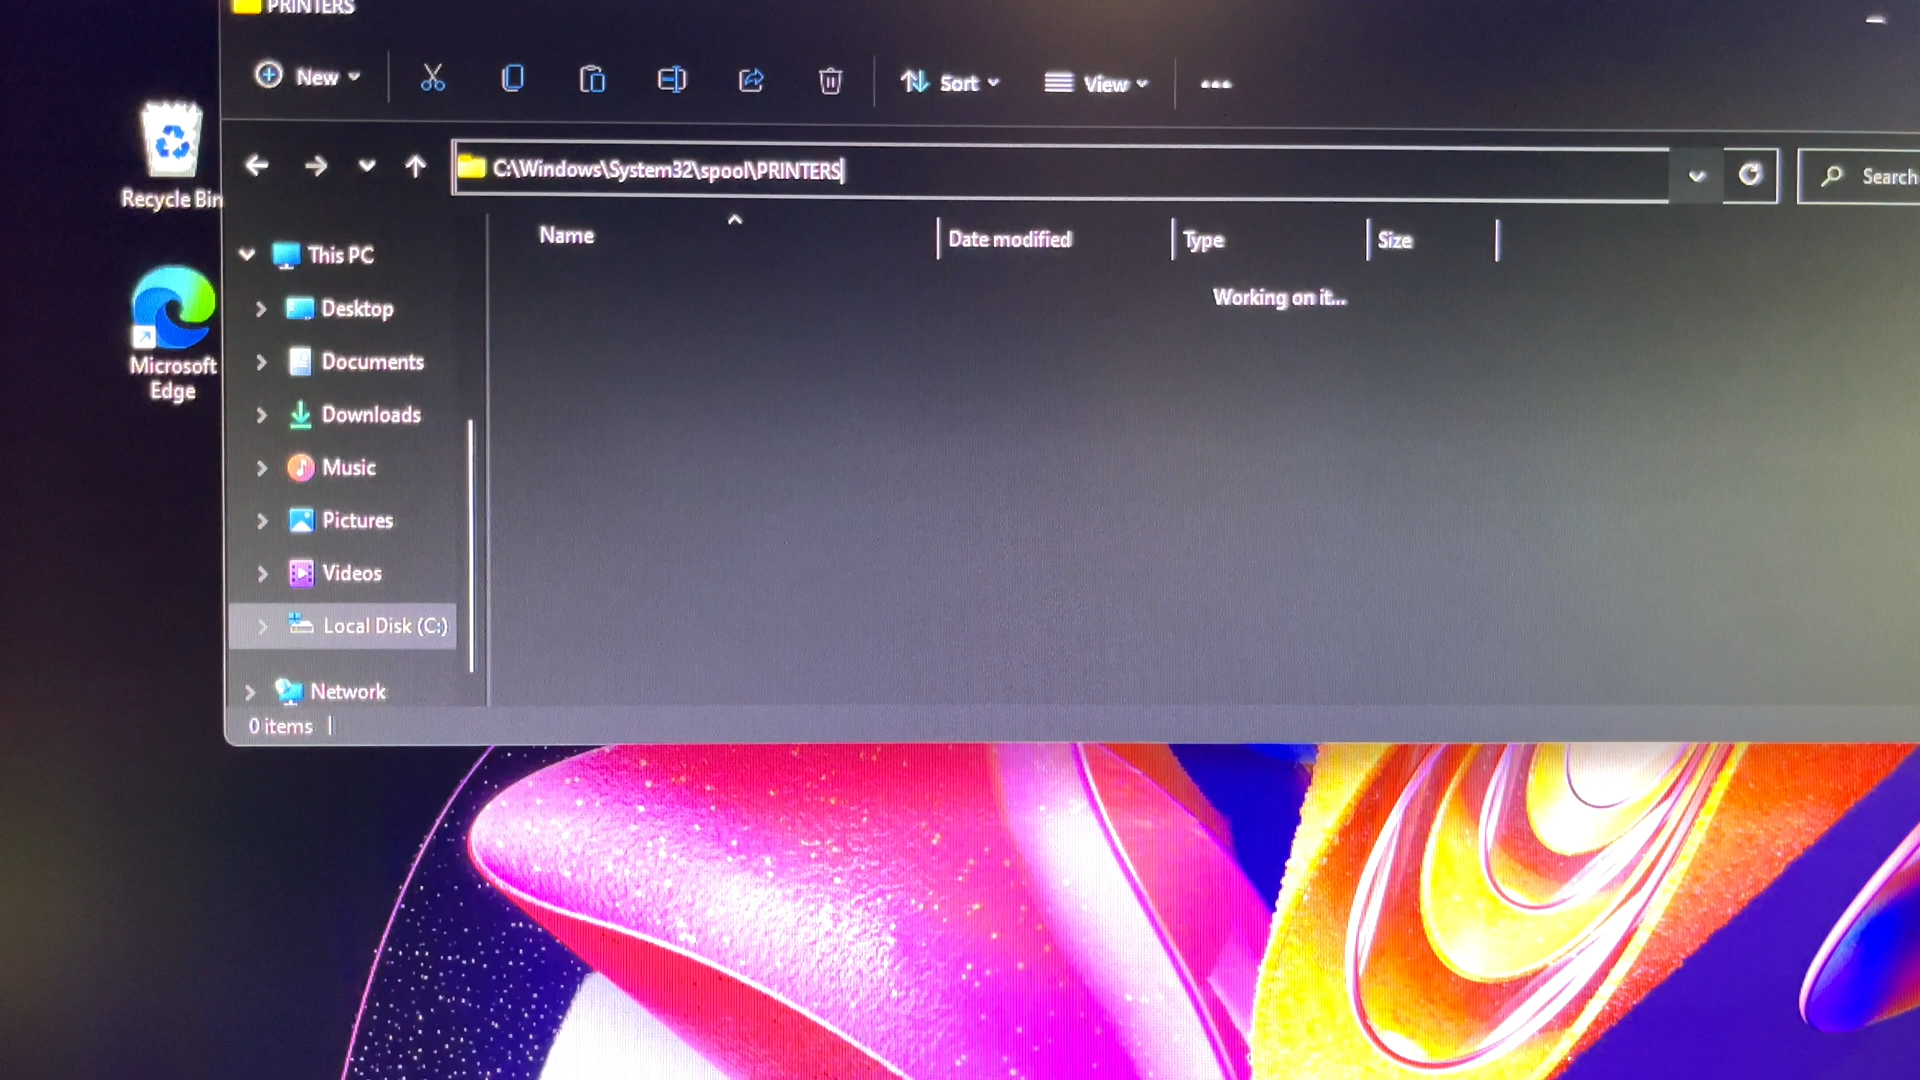 PRINTERS
New
Sort
View
C:\Windows\System32\spool\PRINTERS
Search
Recycle Bin
Microsoft
Edge
Name
Date modified
Type
Size
Working on it...
This PC
Desktop
Documents
Downloads
Music
Pictures
Videos
Local Disk (C:)
Network
0 items